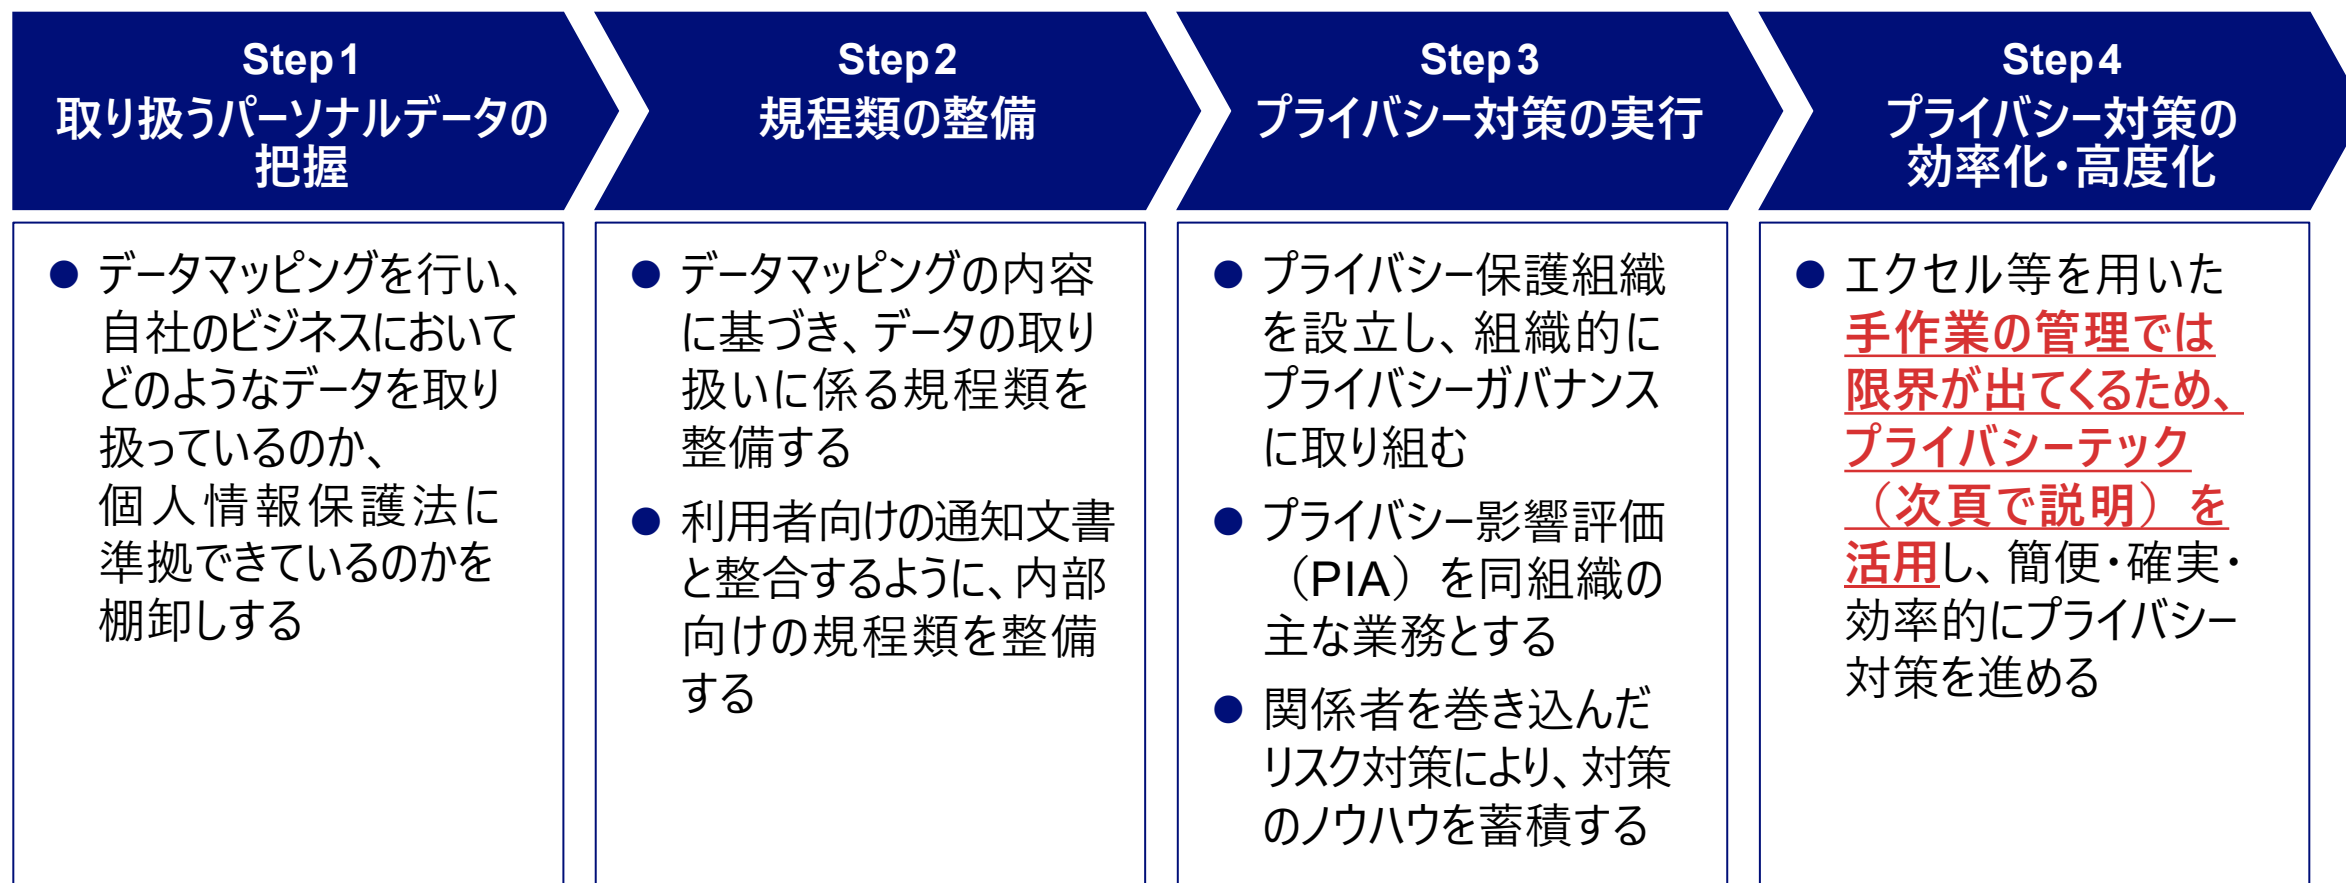 Step1
取り扱うパーソナルデータの
把握
データマッピングを行い、
自社のビジネスにおいて
どのようなデータを取り
扱っているのか、
個人情報保護法に
準拠できているのかを
棚卸しする
Step2
規程類の整備
データマッピングの内容
に基づき、データの取り
扱いに係る規程類を
整備する
利用者向けの通知文書
と整合するように、内部
向けの規程類を整備
する
Step3
プライバシー対策の実行
プライバシー保護組織
を設立し、組織的に
プライバシーガバナンス
に取り組む
プライバシー影響評価
（PIA）を同組織の
主な業務とする
関係者を巻き込んだ
リスク対策により、対策
のノウハウを蓄積する
Step4
プライバシー対策の
効率化・高度化
エクセル等を用いた
手作業の管理では
限界が出てくるため、
プライバシーテック
（次頁で説明）を
活用し、簡便・確実・
効率的にプライバシー
対策を進める